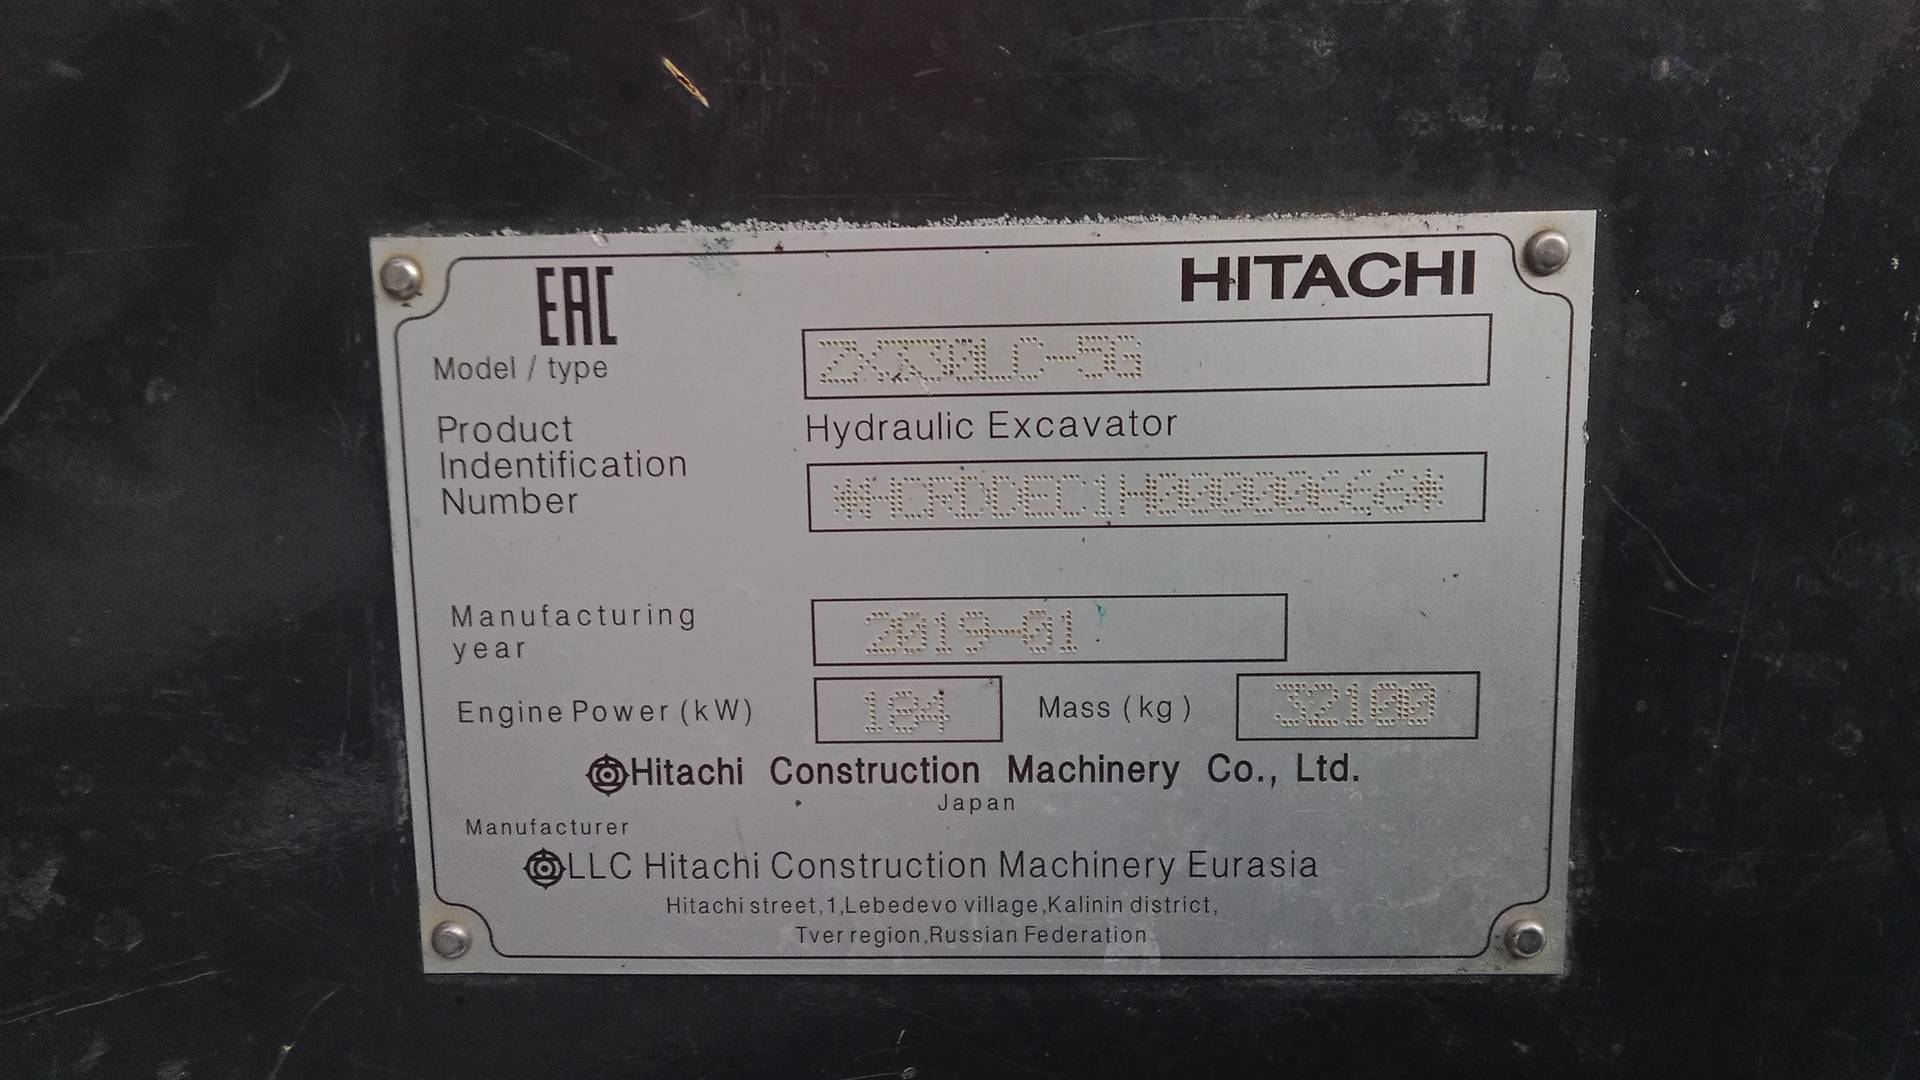 EAC
HITACHI
Model / type ZX330LC-5G
Product Hydraulic Excavator
Indentification
Number *HCRDDEC1H00000666*
Manufacturing
year 2019-01
Engine Power (kW) 184 Mass (kg) 32100
Hitachi Construction Machinery Co., Ltd.
Japan
Manufacturer
LLC Hitachi Construction Machinery Eurasia
Hitachi street,1,Lebedevo village,Kalinin district,
Tver region,Russian Federation